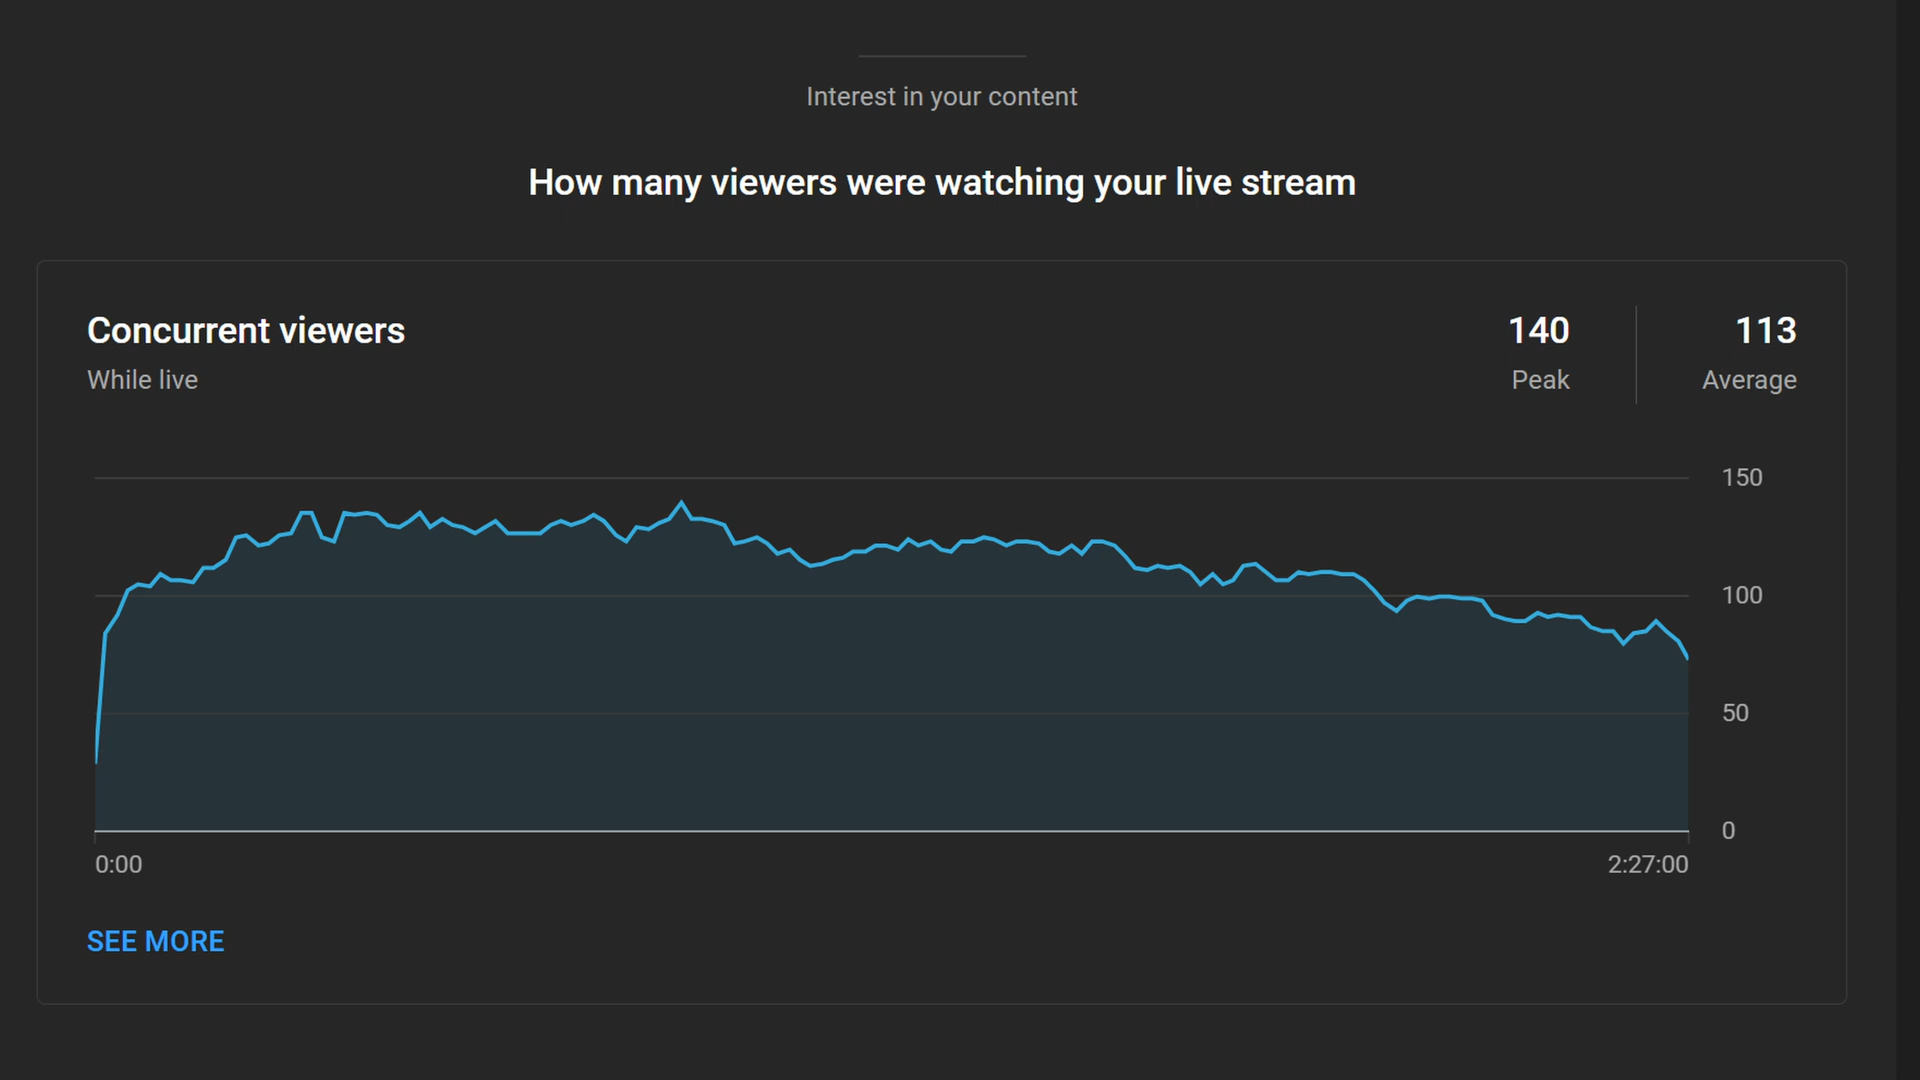 Interest in your content
How many viewers were watching your live stream
Concurrent viewers
While live
140
Peak
113
Average
150
100
50
0
0:00
2:27:00
SEE MORE